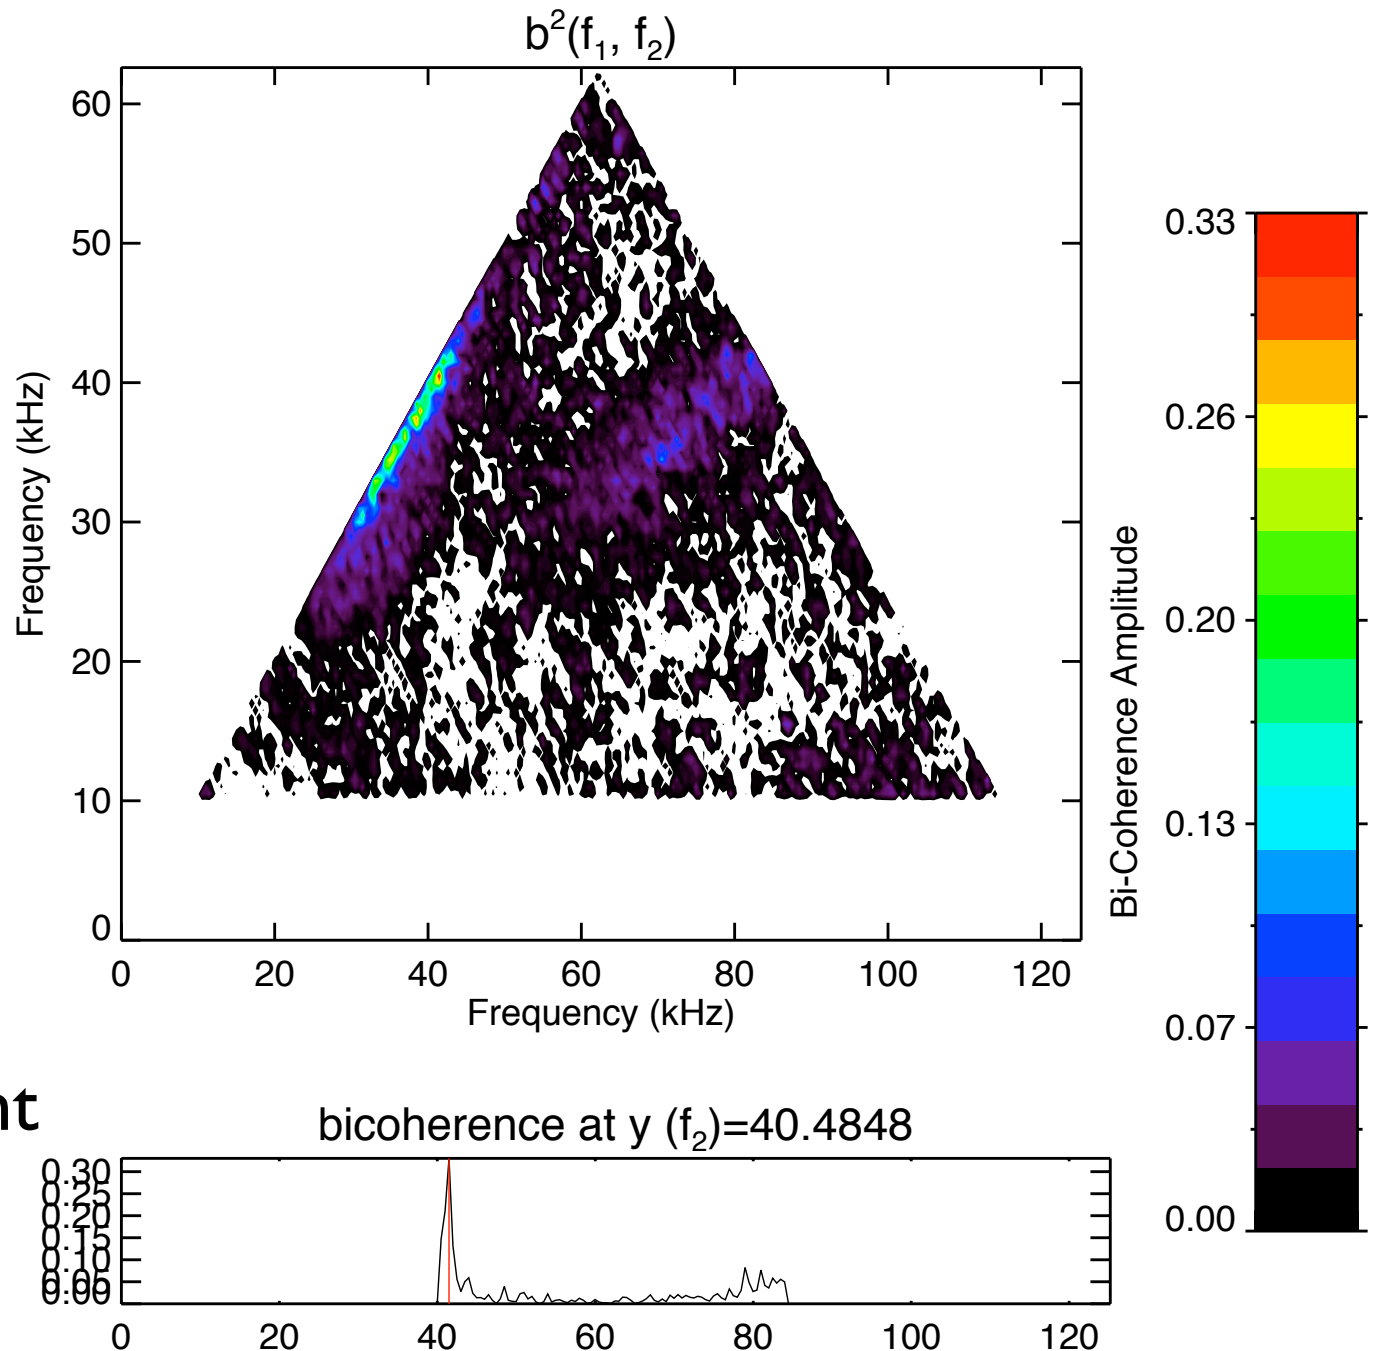 b²(f₁, f₂)
60
50
40
30
20
10
0
Frequency (kHz)
0 20 40 60 80 100 120
Frequency (kHz)
0.33
0.26
0.20
0.13
0.07
0.00
Bi-Coherence Amplitude
nt
bicoherence at y (f₂)=40.4848
0.30
0.25
0.20
0.15
0.10
0.05
0.00
0 20 40 60 80 100 120